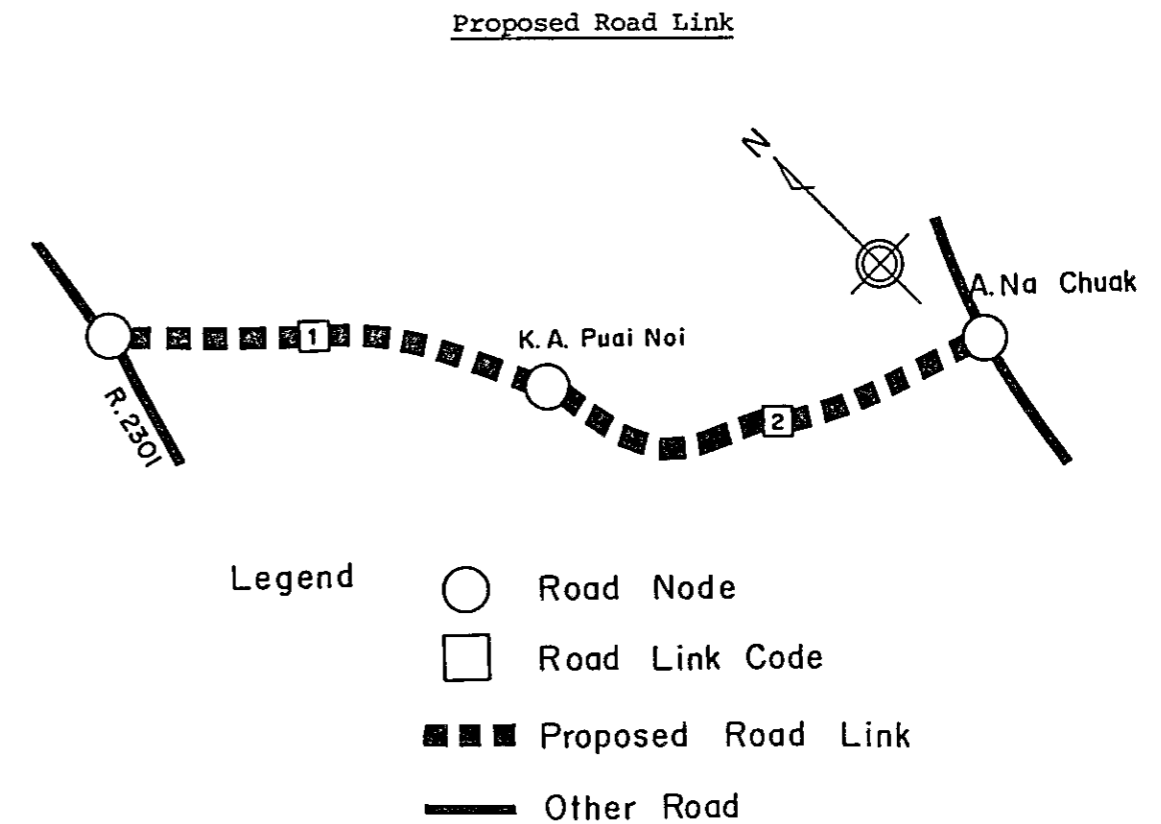 Proposed Road Link
N
A. Na Chuak
1
K. A. Puai Noi
R. 2301
2
Legend
Road Node
Road Link Code
Proposed Road Link
Other Road